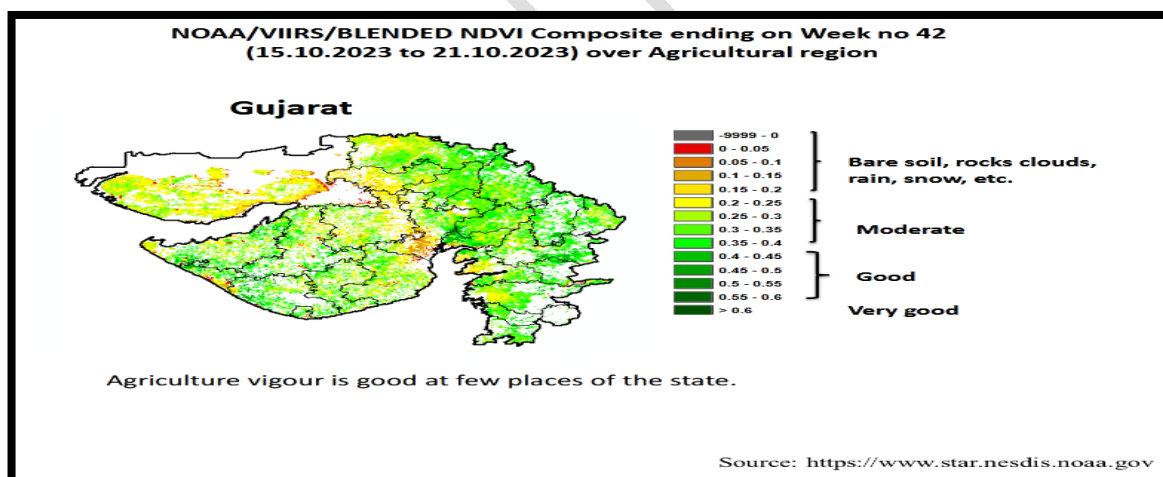 NOAA/VIIRS/BLENDED NDVI Composite ending on Week no 42
(15.10.2023 to 21.10.2023) over Agricultural region
Gujarat
-9999 - 0
0 - 0.05
0.05 - 0.1
0.1 - 0.15
0.15 - 0.2
0.2 - 0.25
0.25 - 0.3
0.3 - 0.35
0.35 - 0.4
0.4 - 0.45
0.45 - 0.5
0.5 - 0.55
0.55 - 0.6
> 0.6
Bare soil, rocks clouds,
rain, snow, etc.
Moderate
Good
Very good
Agriculture vigour is good at few places of the state.
Source: https://www.star.nesdis.noaa.gov